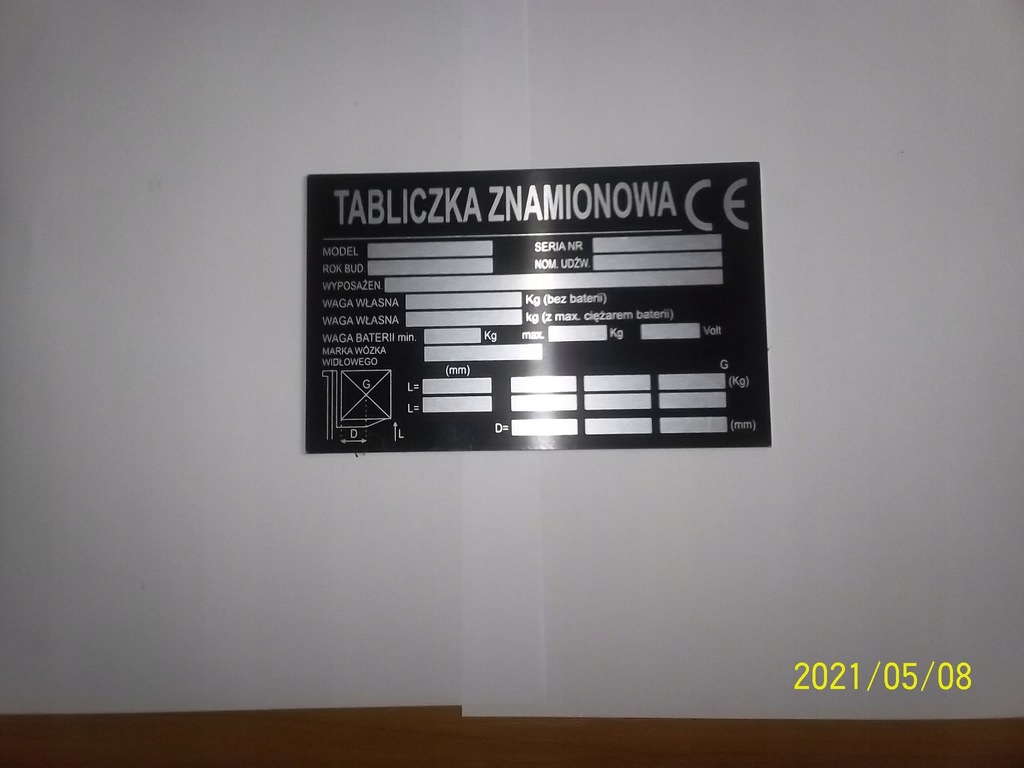 TABLICZKA ZNAMIONOWA CE
MODEL SERIA NR
ROK BUD. NOM. UDŹW.
WYPOSAŻEN.
WAGA WŁASNA Kg (bez baterii)
WAGA WŁASNA kg (z max. ciężarem baterii)
WAGA BATERII min. Kg max. Kg Volt
MARKA WÓZKA
WIDŁOWEGO
(mm) G
L= (Kg)
G
L=
D= (mm)
D L
2021/05/08